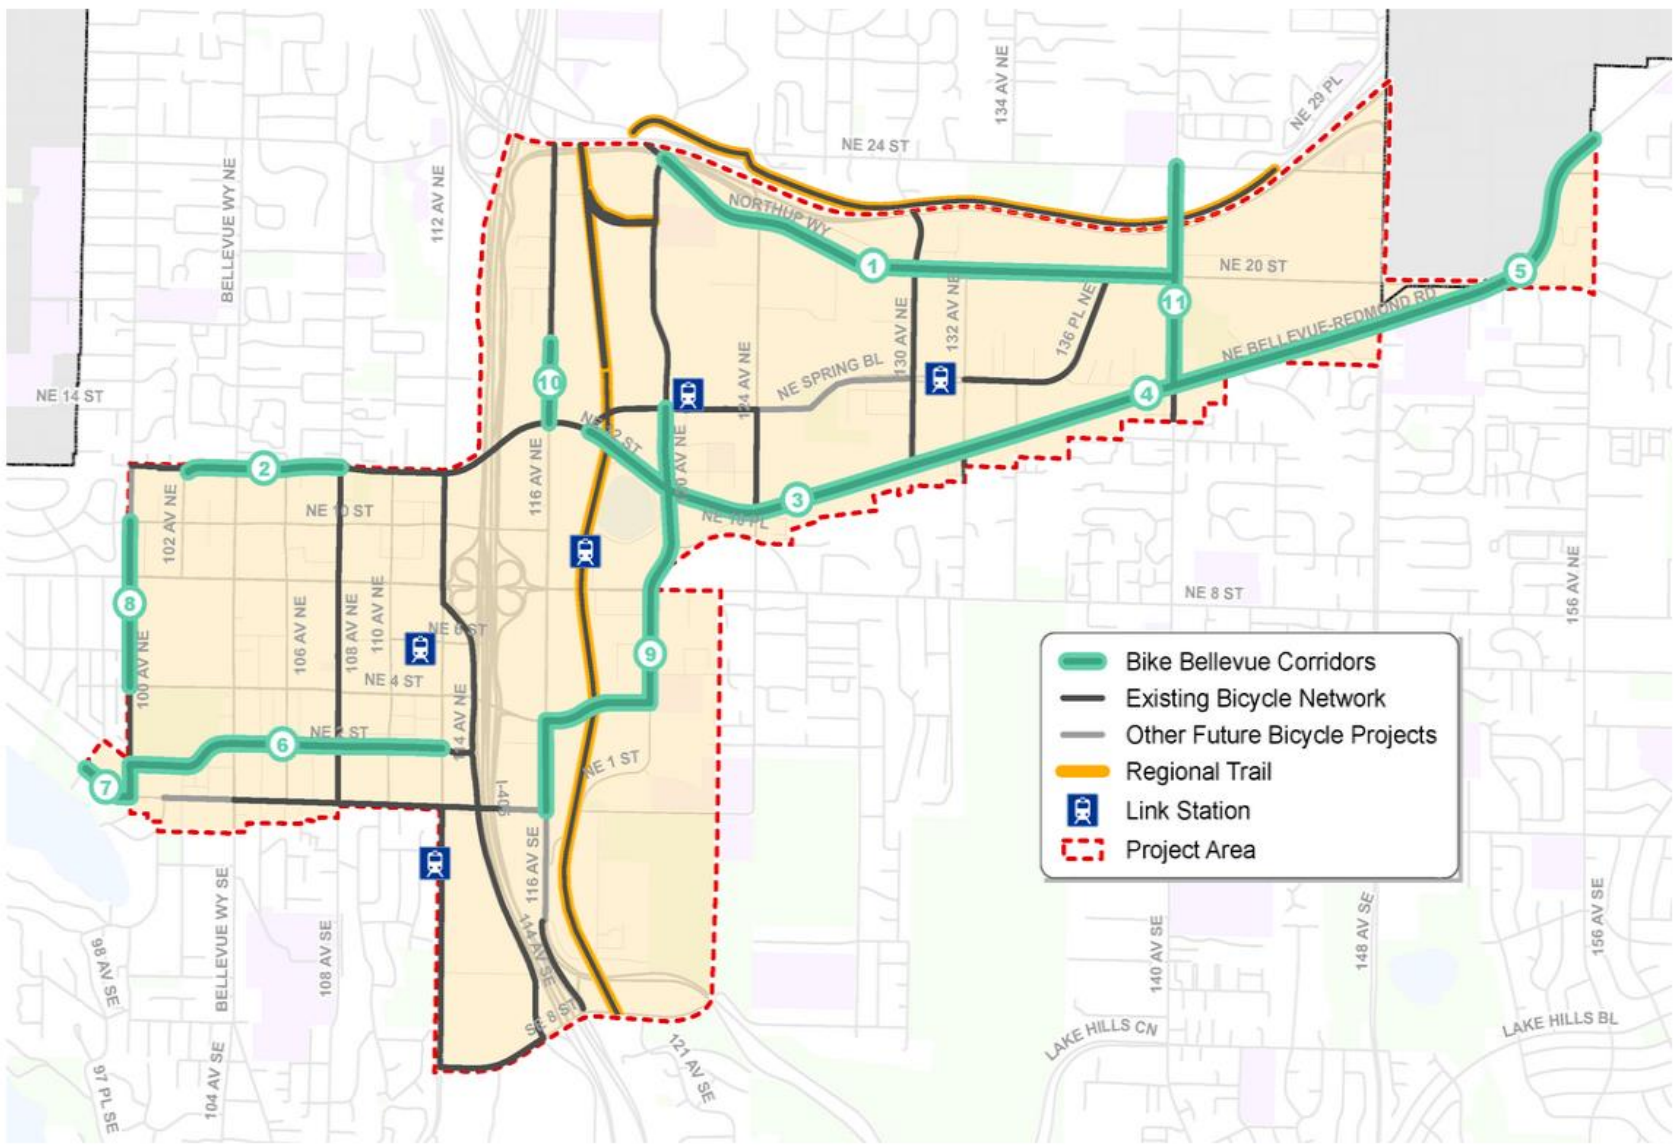 134 AV NE
NE 29 PL
NE 24 ST
BELLEVUE WY NE
112 AV NE
NORTHUP WY
1
NE 20 ST
5
11
132 AV NE
136 PL NE
130 AV NE
NE BELLEVUE-REDMOND RD
NE SPRING BL
124 AV NE
10
4
NE 14 ST
NE 12 ST
116 AV NE
120 AV NE
2
3
102 AV NE
NE 10 ST
NE 10 PL
156 AV NE
NE 8 ST
8
106 AV NE
108 AV NE
110 AV NE
NE 6 ST
9
100 AV NE
NE 4 ST
114 AV NE
6
NE 2 ST
NE 1 ST
7
I-405
Bike Bellevue Corridors
Existing Bicycle Network
Other Future Bicycle Projects
Regional Trail
Link Station
Project Area
116 AV SE
BELLEVUE WY SE
108 AV SE
98 AV SE
114 AV SE
140 AV SE
148 AV SE
156 AV SE
SE 8 ST
LAKE HILLS CN
LAKE HILLS BL
121 AV SE
104 AV SE
97 PL SE